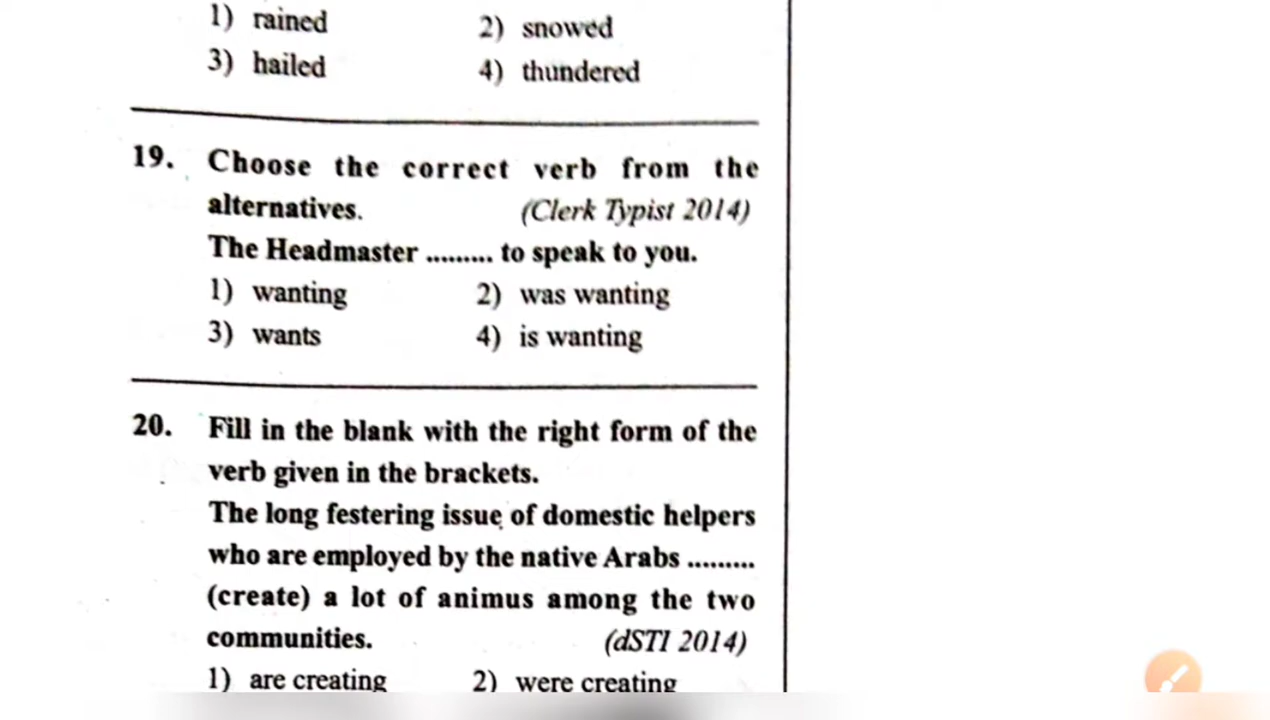 1) rained 2) snowed
3) hailed 4) thundered
19. Choose the correct verb from the
alternatives. (Clerk Typist 2014)
The Headmaster ......... to speak to you.
1) wanting 2) was wanting
3) wants 4) is wanting
20. Fill in the blank with the right form of the
verb given in the brackets.
The long festering issue of domestic helpers
who are employed by the native Arabs .........
(create) a lot of animus among the two
communities. (dSTI 2014)
1) are creating 2) were creating